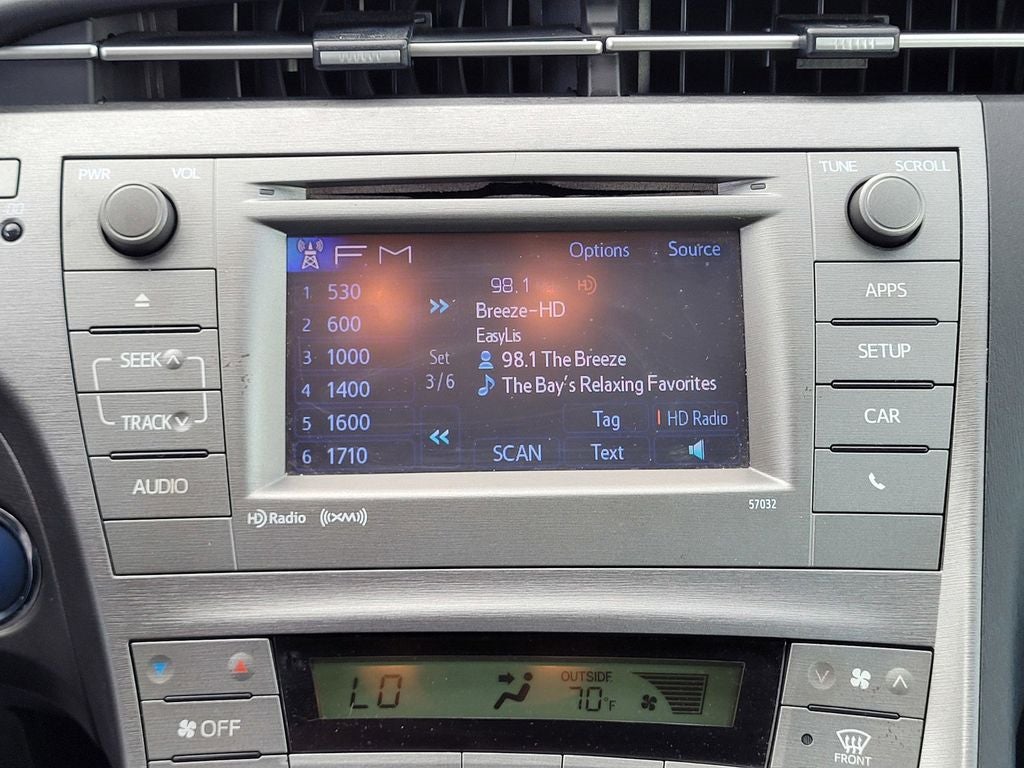 PWR VOL
TUNE SCROLL
FM
Options Source
1 530
2 600
3 1000
4 1400
5 1600
6 1710
Set
3/6
98.1 HD
Breeze-HD
EasyLis
98.1 The Breeze
The Bay's Relaxing Favorites
Tag HD Radio
SCAN Text
SEEK
TRACK
AUDIO
APPS
SETUP
CAR
HD Radio ((XM))
57032
LO
OUTSIDE
70°F
OFF
FRONT